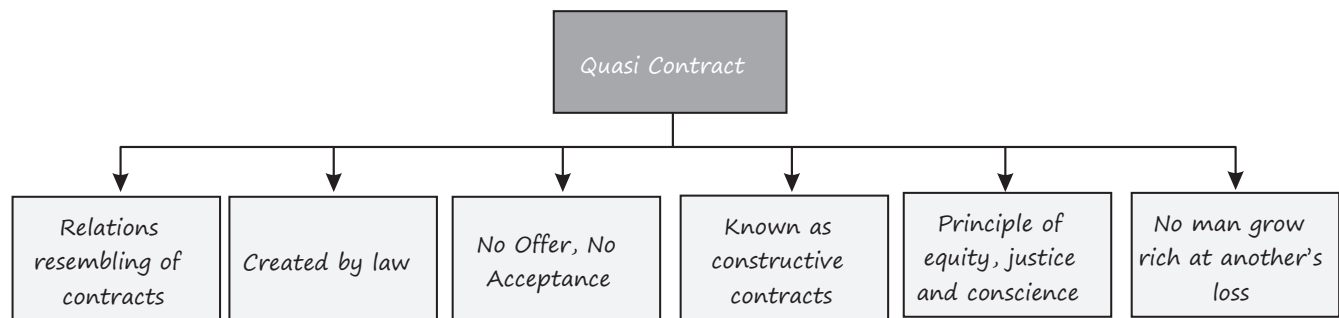 Quasi Contract
Relations
resembling of
contracts
Created by law
No Offer, No
Acceptance
Known as
constructive
contracts
Principle of
equity, justice
and conscience
No man grow
rich at another's
loss